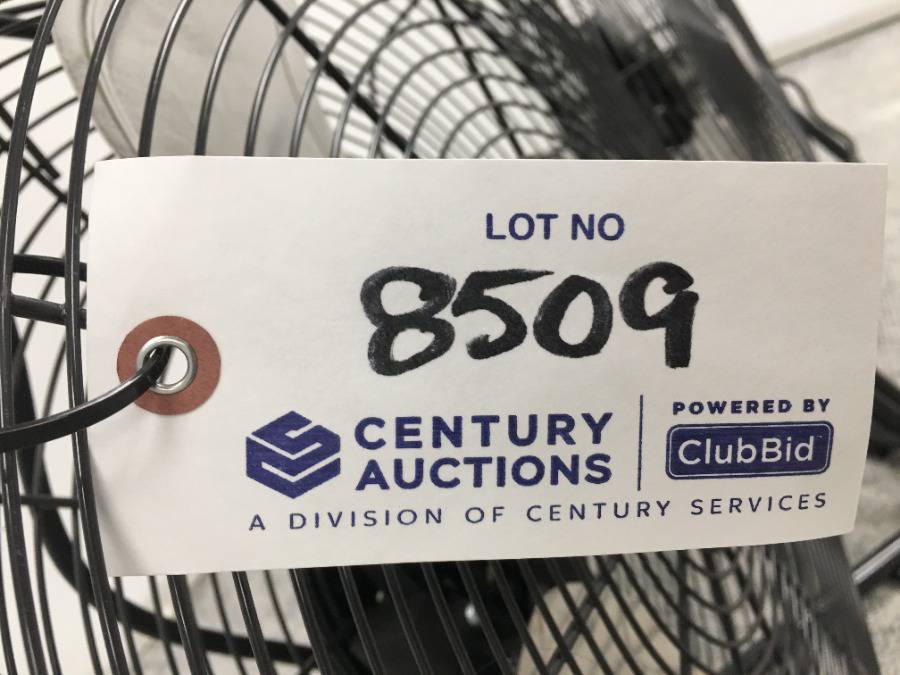 LOT NO
8509
CENTURY
AUCTIONS
POWERED BY
ClubBid
A DIVISION OF CENTURY SERVICES